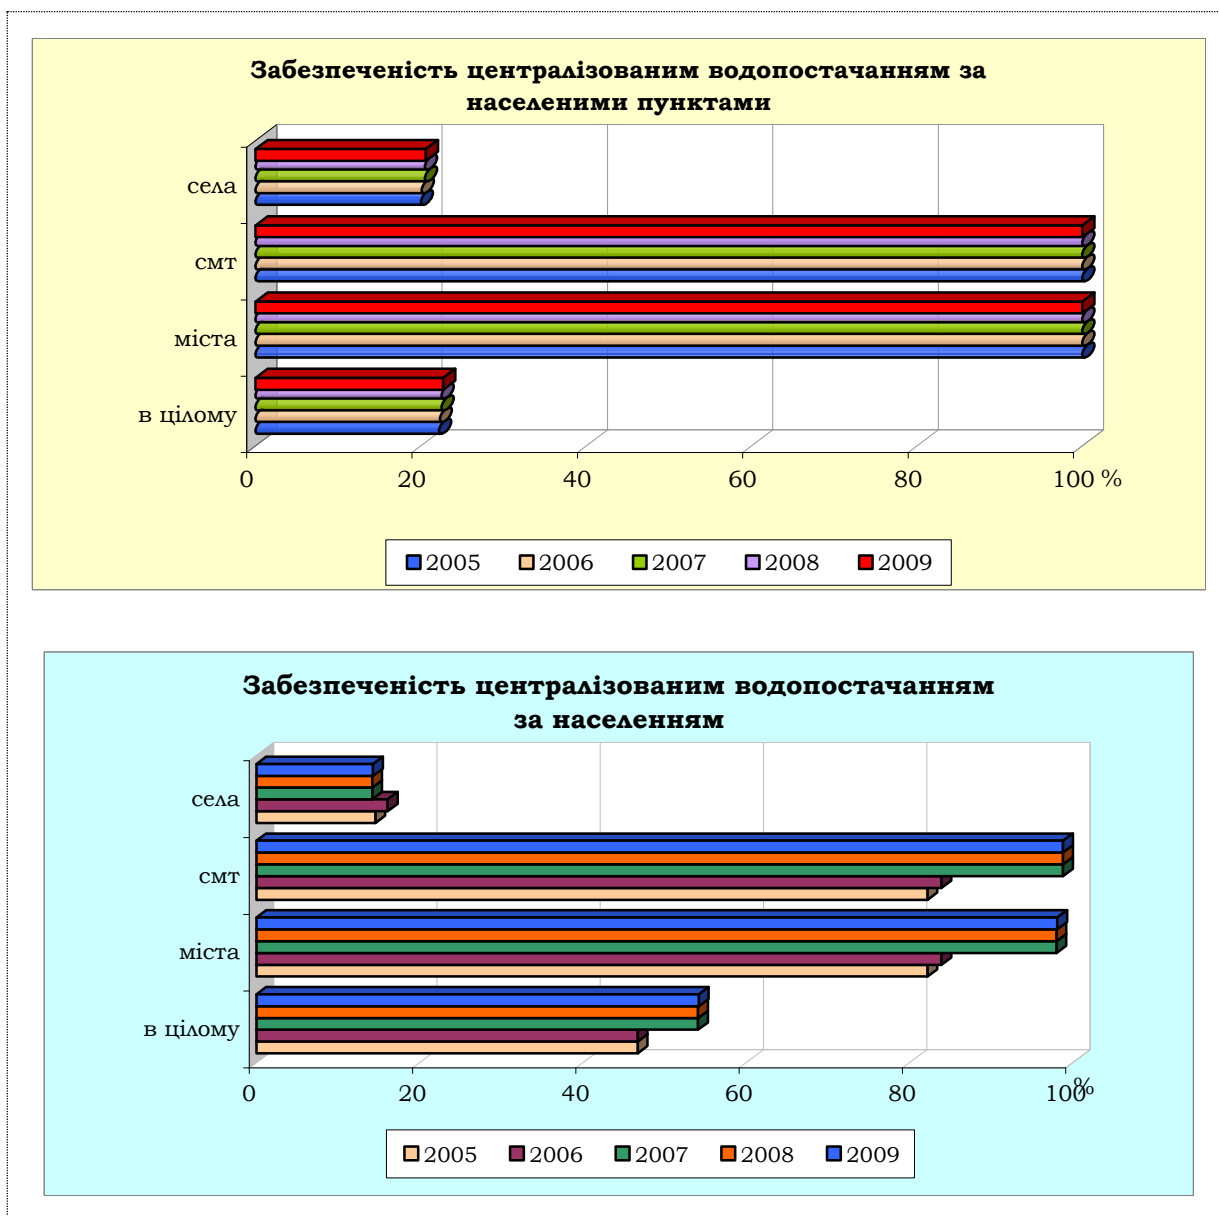 Забезпеченість централізованим водопостачанням за
населеними пунктами
села
смт
міста
в цілому
0 20 40 60 80 100 %
2005 2006 2007 2008 2009
Забезпеченість централізованим водопостачанням
за населенням
села
смт
міста
в цілому
0 20 40 60 80 100 %
2005 2006 2007 2008 2009